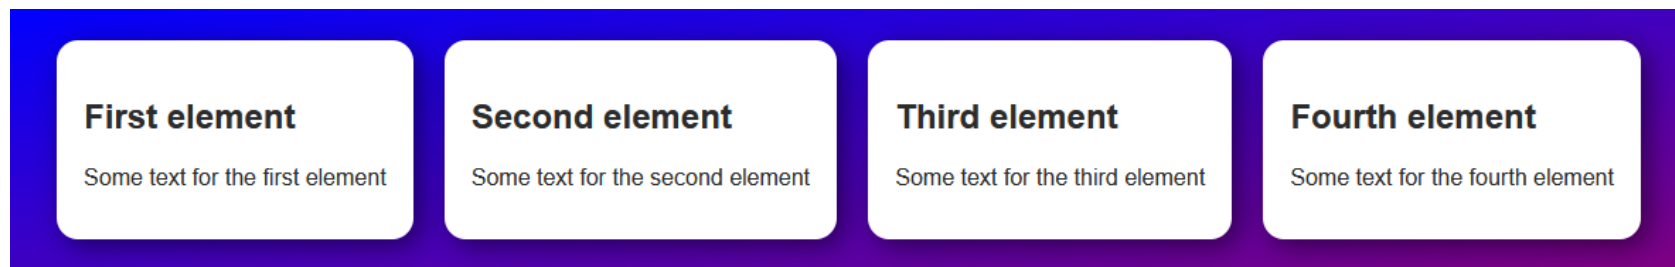 First element
Some text for the first element
Second element
Some text for the second element
Third element
Some text for the third element
Fourth element
Some text for the fourth element